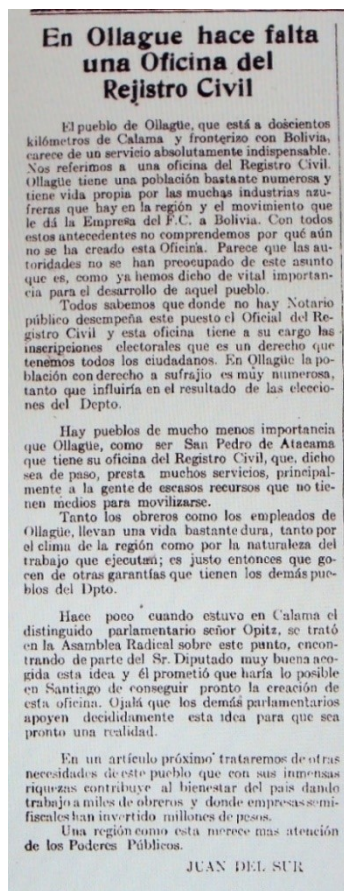 En Ollague hace falta
una Oficina del
Rejistro Civil
El pueblo de Ollagüe, que está a doscientos
kilómetros de Calama y fronterizo con Bolivia,
carece de un servicio absolutamente indispensable.
Nos referimos a una oficina del Registro Civil.
Ollagüe tiene una población bastante numerosa y
tiene vida propia por las muchas industrias azu-
freras que hay en la región y el movimiento que
le dá la Empresa del F.C. a Bolivia. Con todos
estos antecedentes no comprendemos por qué aún
no se ha creado esta Oficina. Parece que las au-
toridades no se han preocupado de este asunto
que es, como ya hemos dicho de vital importan-
cia para el desarrollo de aquel pueblo.
Todos sabemos que donde no hay Notario
público desempeña este puesto el Oficial del Re-
gistro Civil y esta oficina tiene a su cargo las
inscripciones electorales que es un derecho que
tenemos todos los ciudadanos. En Ollagüe la po-
blación con derecho a sufrajio es muy numerosa,
tanto que influiría en el resultado de las eleccio-
nes del Depto.
Hay pueblos de mucho menos importancia
que Ollagüe, como ser San Pedro de Atacama
que tiene su oficina del Registro Civil, que, dicho
sea de paso, presta muchos servicios, principal-
mente a la gente de escasos recursos que no tie-
nen medios para movilizarse.
Tanto los obreros como los empleados de
Ollagüe, llevan una vida bastante dura, tanto por
el clima de la región como por la naturaleza del
trabajo que ejecutan; es justo entonces que go-
cen de otras garantías que tienen los demás pue-
blos del Dpto.
Hace poco cuando estuvo en Calama el
distinguido parlamentario señor Opitz, se trató
en la Asamblea Radical sobre este punto, encon-
trando de parte del Sr. Diputado muy buena aco-
gida esta idea y él prometió que haría lo posible
en Santiago de conseguir pronto la creación de
esta oficina. Ojalá que los demás parlamentarios
apoyen decididamente esta idea para que sea
pronto una realidad.
En un artículo próximo trataremos de otras
necesidades de este pueblo que con sus inmensas
riquezas contribuye al bienestar del país dando
trabajo a miles de obreros y donde empresas semi-
fiscales han invertido millones de pesos.
Una región como esta merece mas atención
de los Poderes Públicos.
JUAN DEL SUR